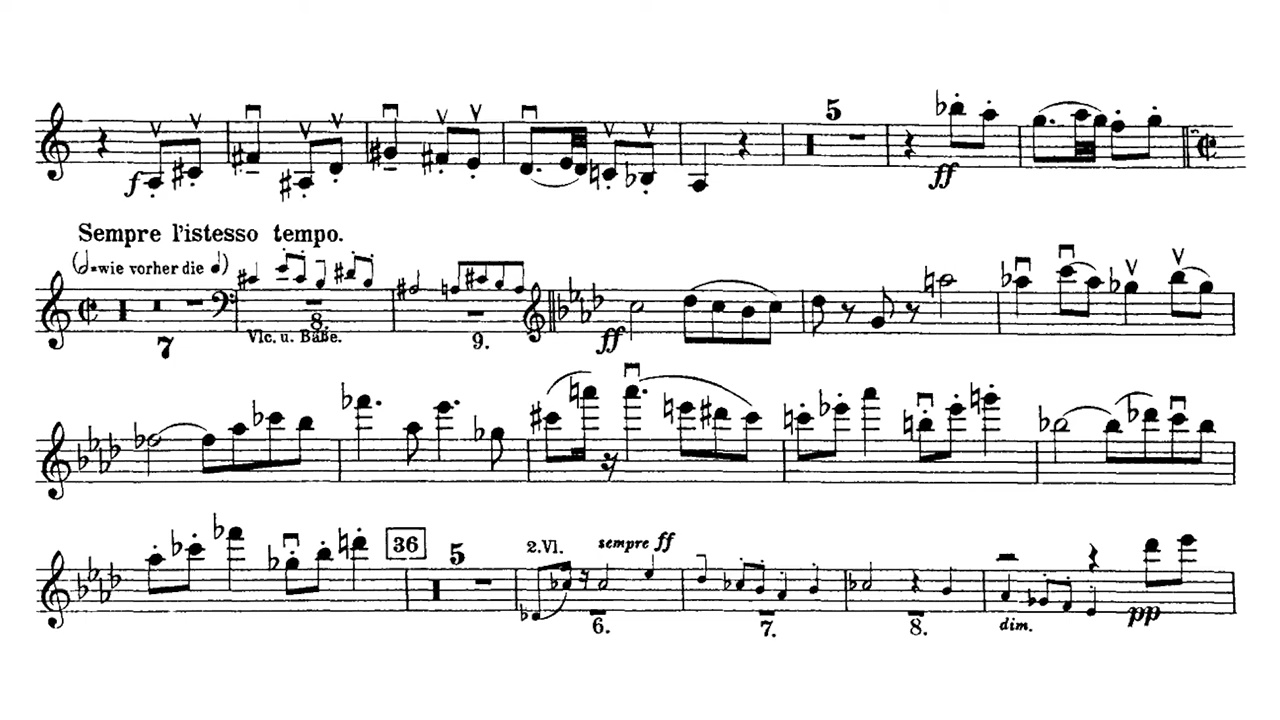 5
f ff
Sempre l'istesso tempo.
(=wie vorher die )
7 8. 9.
Vlc. u. Bäße.
ff
36
5 2.Vl. sempre ff
6. 7. 8. dim. pp